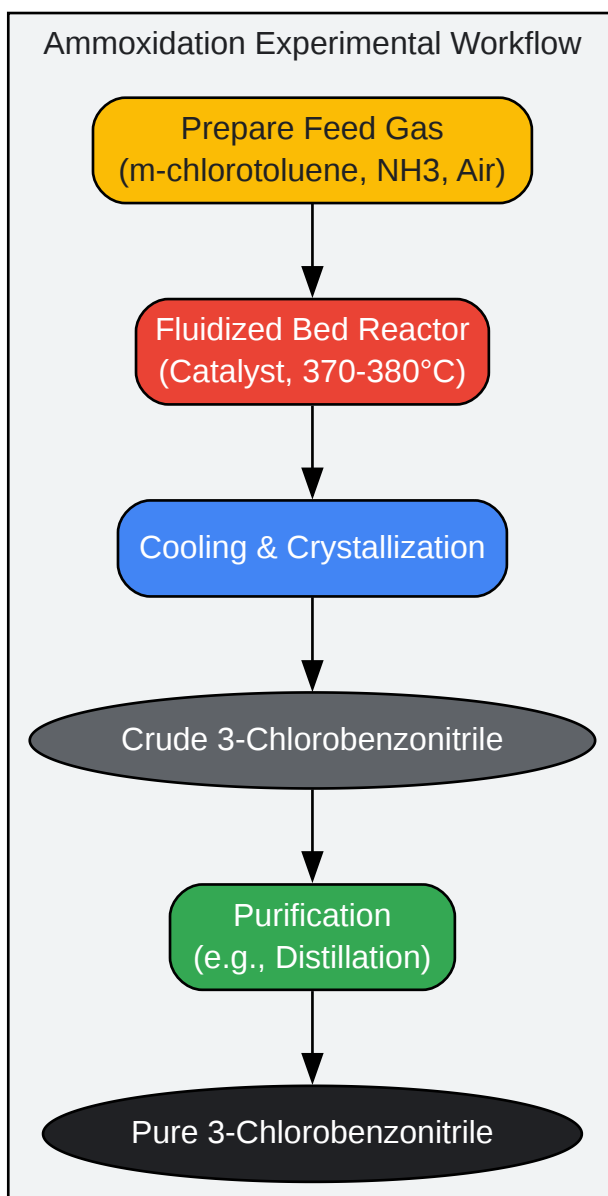 Ammoxidation Experimental Workflow
Prepare Feed Gas
(m-chlorotoluene, NH3, Air)
Fluidized Bed Reactor
(Catalyst, 370-380°C)
Cooling & Crystallization
Crude 3-Chlorobenzonitrile
Purification
(e.g., Distillation)
Pure 3-Chlorobenzonitrile